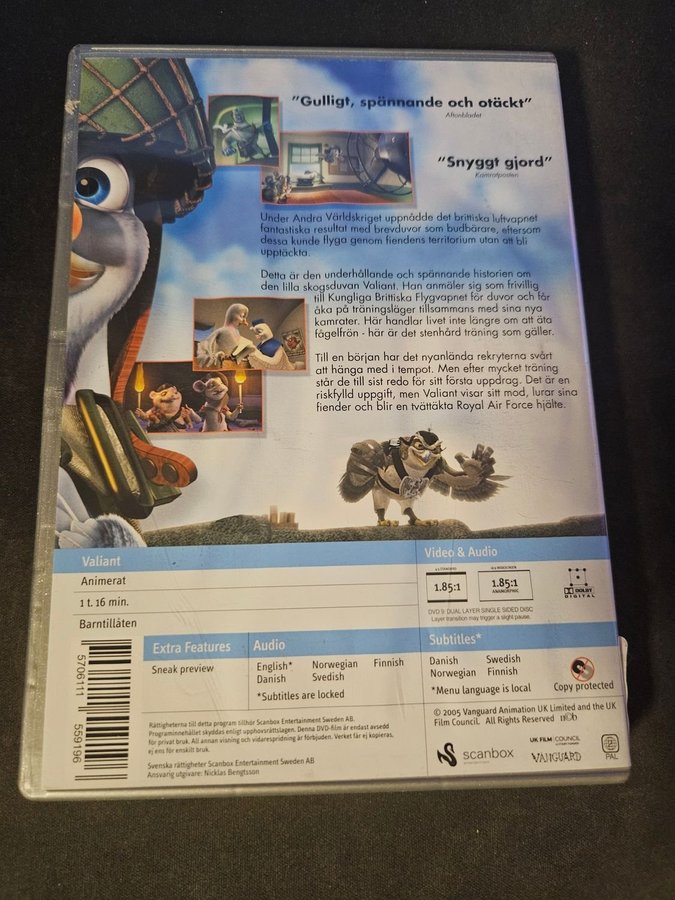 "Gulligt, spännande och otäckt"
Aftonbladet
"Snyggt gjord"
Kamratposten
Under Andra Världskriget uppnådde det brittiska luftvapnet
fantastiska resultat med brevduvor som budbärare, eftersom
dessa kunde flyga genom fiendens territorium utan att bli
upptäckta.
Detta är den underhållande och spännande historien om
den lilla skogsduvan Valiant. Han anmäler sig som frivillig
till Kungliga Brittiska Flygvapnet för duvor och får
åka på träningsläger tillsammans med sina nya
kamrater. Här handlar livet inte längre om att äta
fågelfrön - här är det stenhård träning som gäller.
Till en början har det nyanlända rekryterna svårt
att hänga med i tempot. Men efter mycket träning
står de till sist redo för sitt första uppdrag. Det är en
riskfylld uppgift, men Valiant visar sitt mod, lurar sina
fiender och blir en tvättäkta Royal Air Force hjälte.
Valiant
Animerat
1 t. 16 min.
Barntillåten
Video & Audio
1.85:1
16:9 WIDESCREEN
1.85:1
ANAMORPHIC
DOLBY
DIGITAL
DVD 9: DUAL LAYER SINGLE SIDED DISC
Layer transition may trigger a slight pause.
Extra Features
Sneak preview
Audio
English* Norwegian Finnish
Danish Swedish
*Subtitles are locked
Subtitles*
Danish Swedish
Norwegian Finnish
*Menu language is local
Copy protected
5706111 559196
Rättigheterna till detta program tillhör Scanbox Entertainment Sweden AB.
Programinnehållet skyddas enligt upphovsrättslagen. Denna DVD-film är endast avsedd
för privat bruk. All annan visning och vidarespridning är förbjuden. Verket får ej kopieras,
ej ens för enskilt bruk.
Svenska rättigheter Scanbox Entertainment Sweden AB
Ansvarig utgivare: Nicklas Bengtsson
© 2005 Vanguard Animation UK Limited and the UK
Film Council. All Rights Reserved
scanbox
UK FILM COUNCIL
VANGUARD
2
PAL